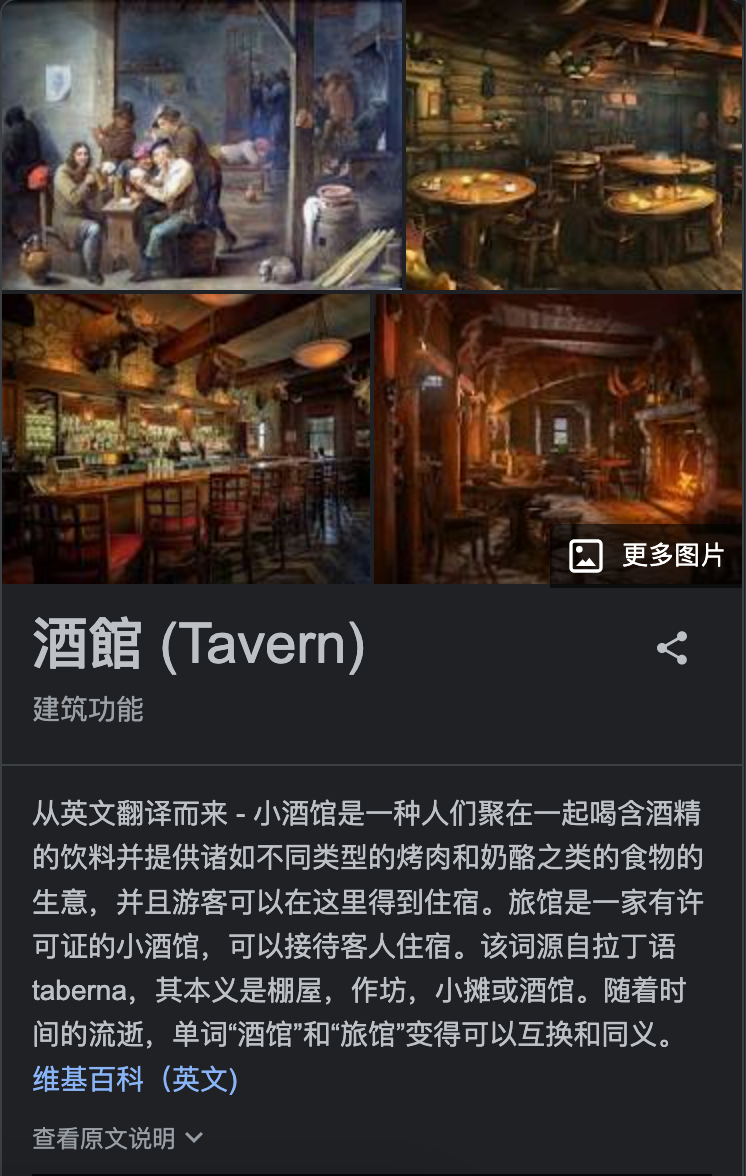 更多图片
酒館 (Tavern)
建筑功能
从英文翻译而来 - 小酒馆是一种人们聚在一起喝含酒精
的饮料并提供诸如不同类型的烤肉和奶酪之类的食物的
生意，并且游客可以在这里得到住宿。旅馆是一家有许
可证的小酒馆，可以接待客人住宿。该词源自拉丁语
taberna，其本义是棚屋，作坊，小摊或酒馆。随着时
间的流逝，单词“酒馆”和“旅馆”变得可以互换和同义。
维基百科（英文)
查看原文说明